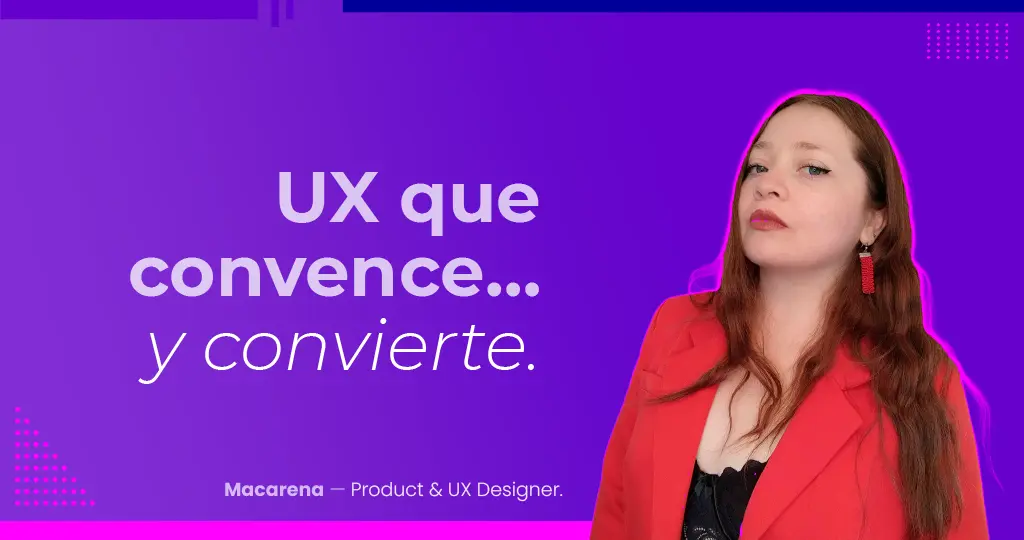 UX que
convence...
y convierte.
Macarena — Product & UX Designer.